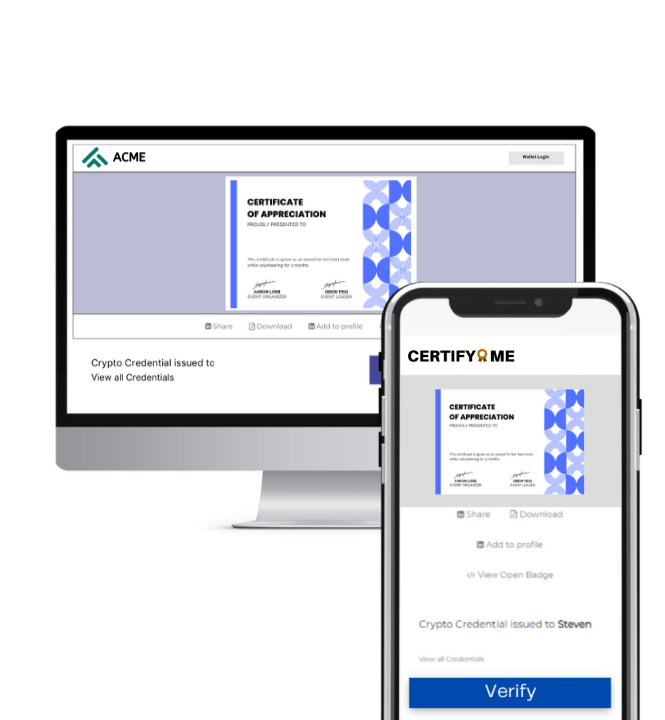 ACME
Wallet Login
CERTIFICATE
OF APPRECIATION
PROUDLY PRESENTED TO
This certificate is given as an award for her hard work
while volunteering for 3 months
AARON LOEB
EVENT ORGANIZER
DREW FEIG
EVENT LEADER
Share
Download
Add to profile
Crypto Credential issued to
View all Credentials
CERTIFY ME
CERTIFICATE
OF APPRECIATION
PROUDLY PRESENTED TO
This certificate is given as an award for her hard work
while volunteering for 3 months
AARON LOEB
EVENT ORGANIZER
DREW FEIG
EVENT LEADER
Share
Download
Add to profile
</> View Open Badge
Crypto Credential issued to Steven
View all Credentials
Verify